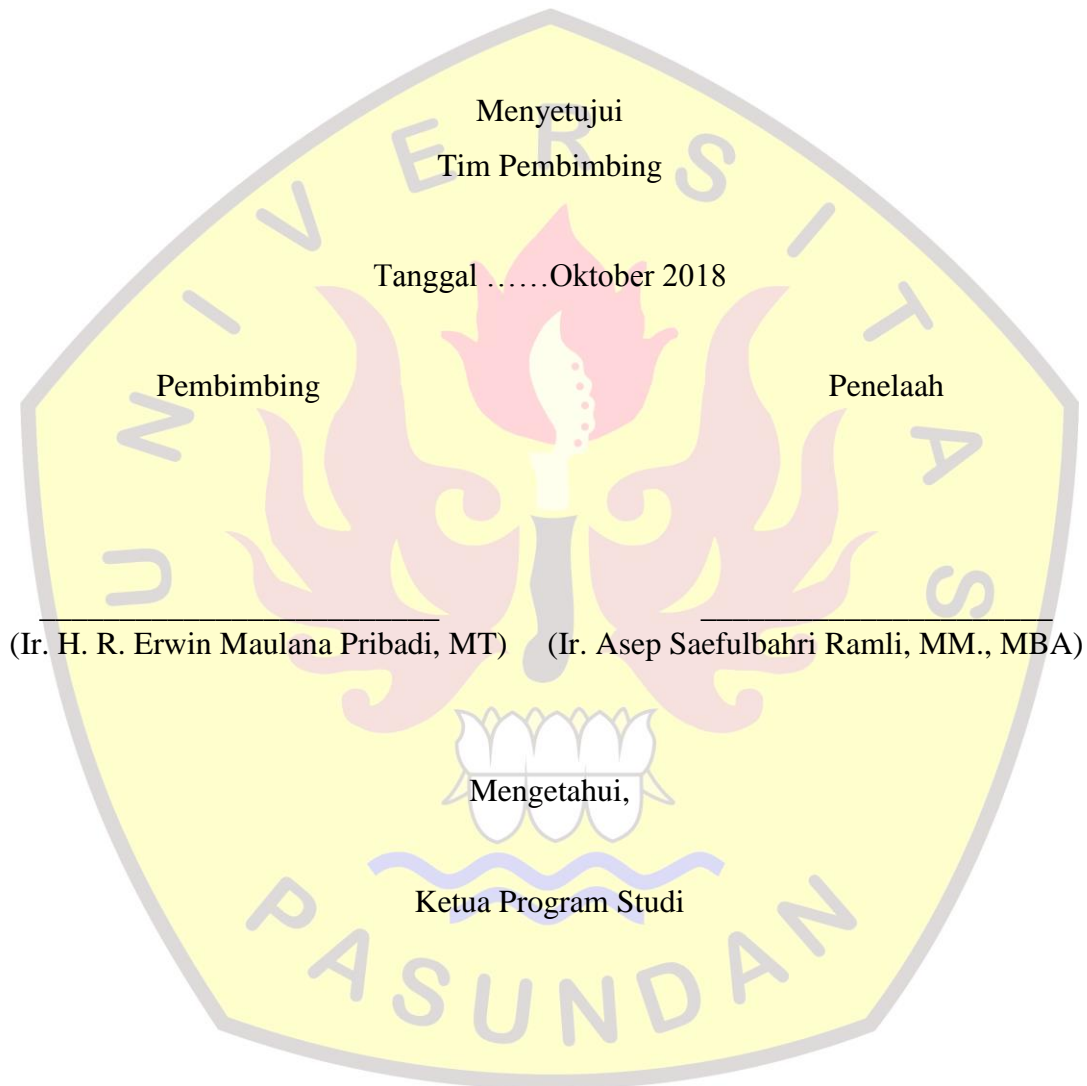 Menyetujui
Tim Pembimbing
Tanggal ……Oktober 2018
Pembimbing Penelaah
(Ir. H. R. Erwin Maulana Pribadi, MT) (Ir. Asep Saefulbahri Ramli, MM., MBA)
Mengetahui,
Ketua Program Studi
UNIVERSITAS
PASUNDAN